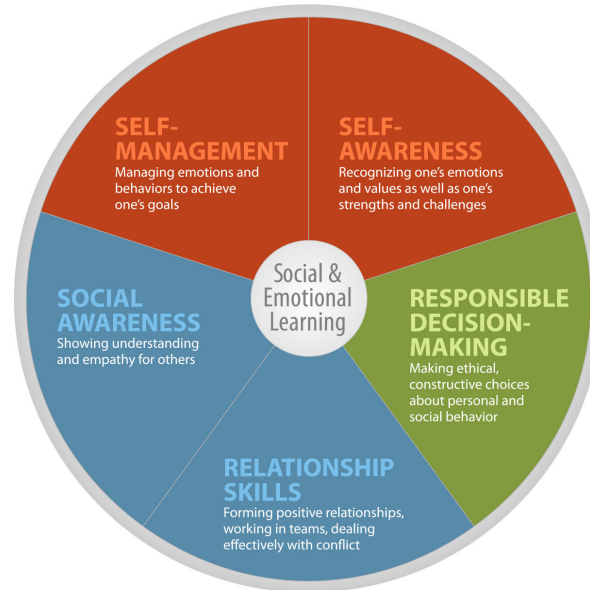 SELF-
MANAGEMENT
Managing emotions and
behaviors to achieve
one's goals
SELF-
AWARENESS
Recognizing one's emotions
and values as well as one's
strengths and challenges
Social &
Emotional
Learning
SOCIAL
AWARENESS
Showing understanding
and empathy for others
RESPONSIBLE
DECISION-
MAKING
Making ethical,
constructive choices
about personal and
social behavior
RELATIONSHIP
SKILLS
Forming positive relationships,
working in teams, dealing
effectively with conflict